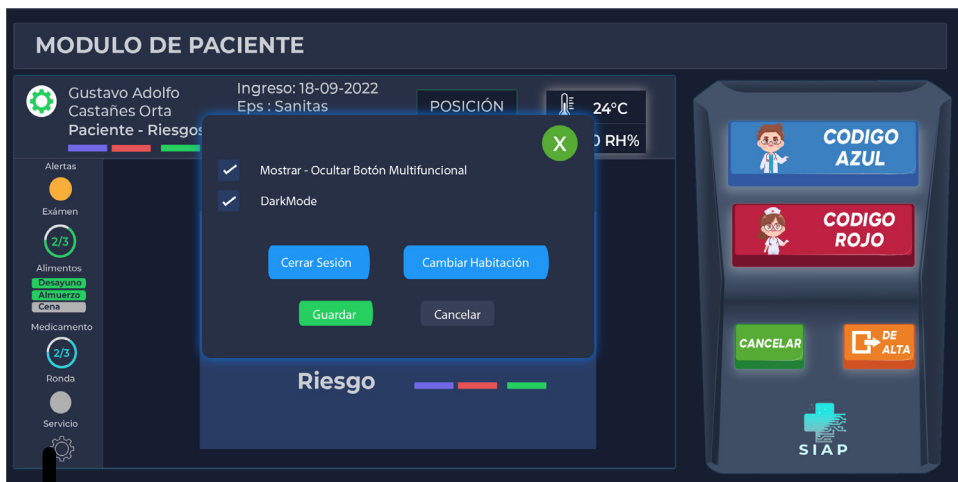 MODULO DE PACIENTE
Gustavo Adolfo
Castañes Orta
Paciente - Riesgos
Ingreso: 18-09-2022
Eps : Sanitas
POSICIÓN
24°C
0 RH%
X
Mostrar - Ocultar Botón Multifuncional
DarkMode
Cerrar Sesión
Cambiar Habitación
Guardar
Cancelar
Riesgo
Alertas
Exámen
2/3
Alimentos
Desayuno
Almuerzo
Cena
Medicamento
2/3
Ronda
Servicio
CODIGO
AZUL
CODIGO
ROJO
CANCELAR
DE
ALTA
SIAP